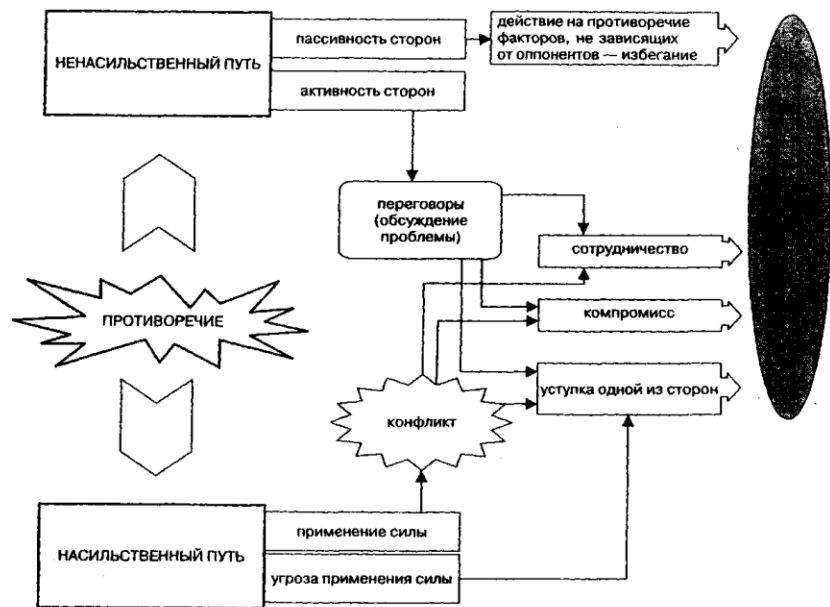 пассивность сторон
действие на противоречие
факторов, не зависящих
от оппонентов — избегание
НЕНАСИЛЬСТВЕННЫЙ ПУТЬ
активность сторон
переговоры
(обсуждение
проблемы)
сотрудничество
ПРОТИВОРЕЧИЕ
компромисс
уступка одной из сторон
конфликт
применение силы
НАСИЛЬСТВЕННЫЙ ПУТЬ
угроза применения силы